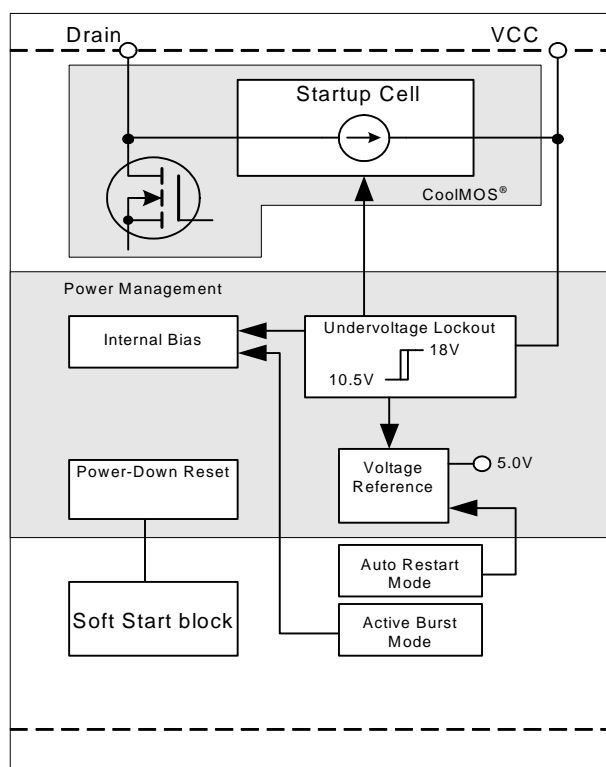 Drain VCC
Startup Cell
CoolMOS®
Power Management
Internal Bias
Undervoltage Lockout
18V
10.5V
Power-Down Reset
Voltage
Reference
5.0V
Auto Restart
Mode
Soft Start block
Active Burst
Mode